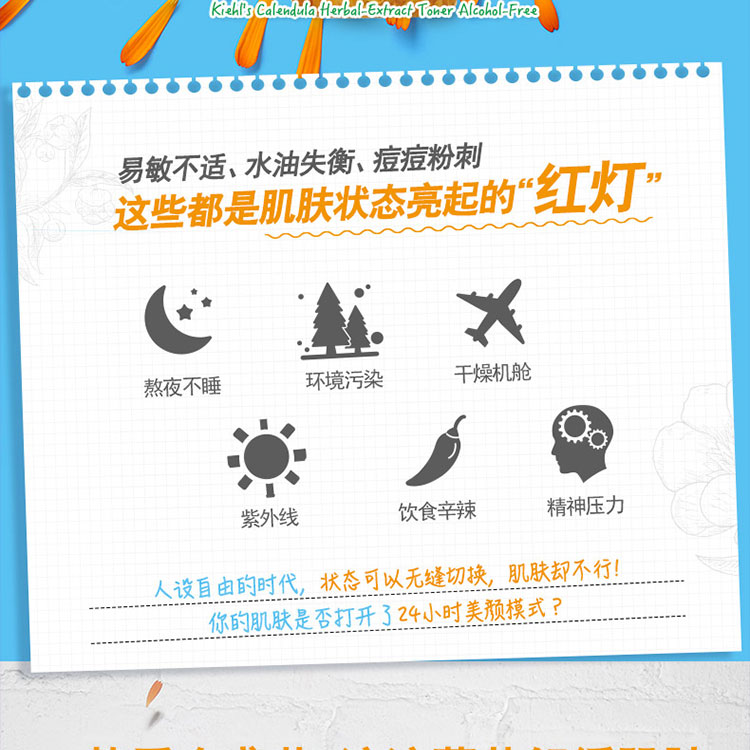 Kiehl's Calendula Herbal-Extract Toner Alcohol-Free
易敏不适、水油失衡、痘痘粉刺
这些都是肌肤状态亮起的“红灯”
熬夜不睡
环境污染
干燥机舱
紫外线
饮食辛辣
精神压力
人设自由的时代，状态可以无缝切换，肌肤却不行！
你的肌肤是否打开了24小时美颜模式？